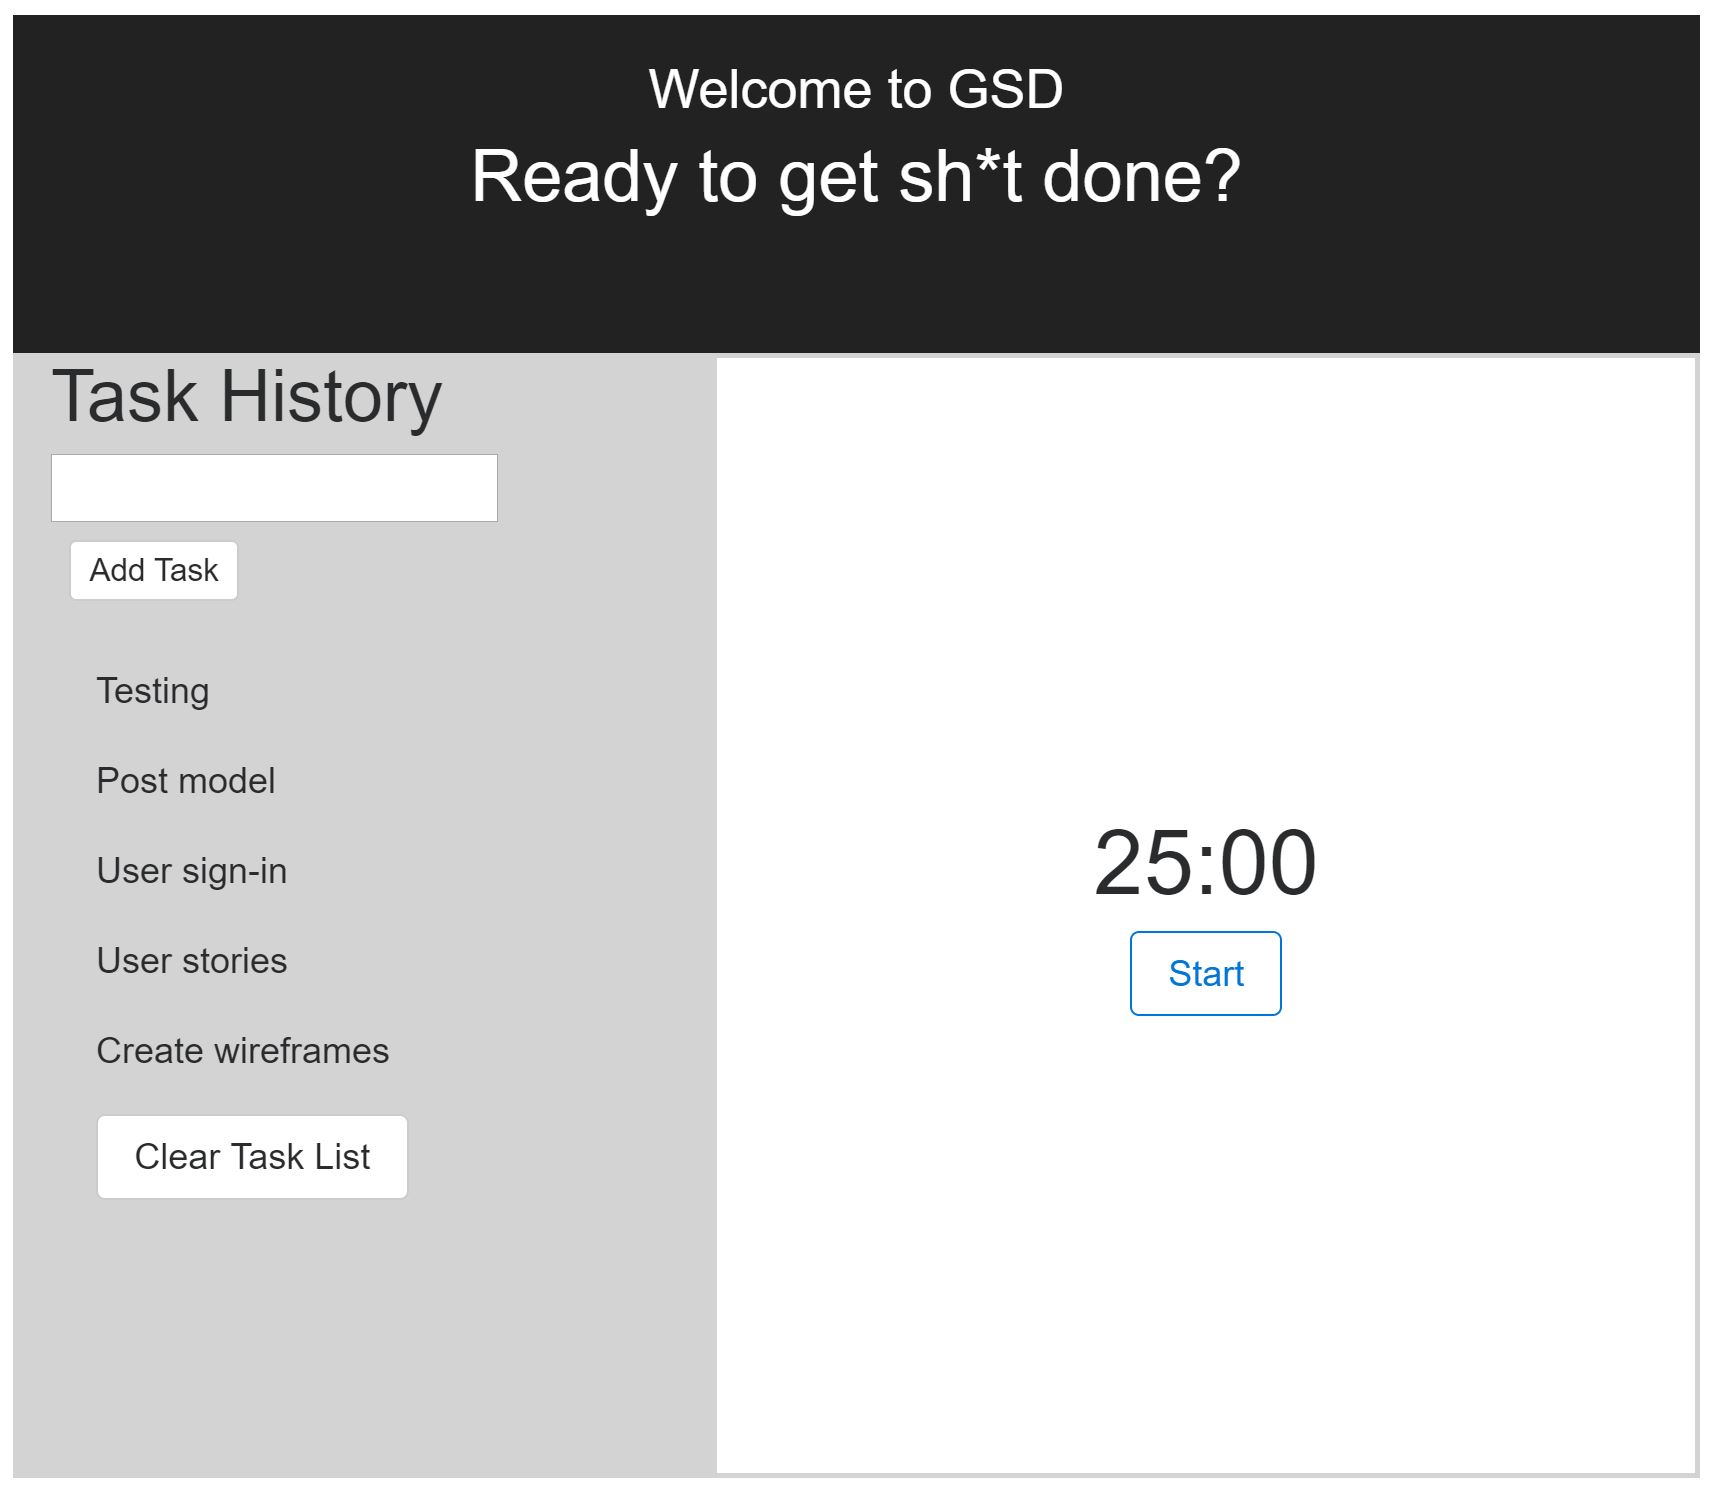 Welcome to GSD
Ready to get sh*t done?
Task History
Add Task
Testing
Post model
User sign-in
User stories
Create wireframes
Clear Task List
25:00
Start